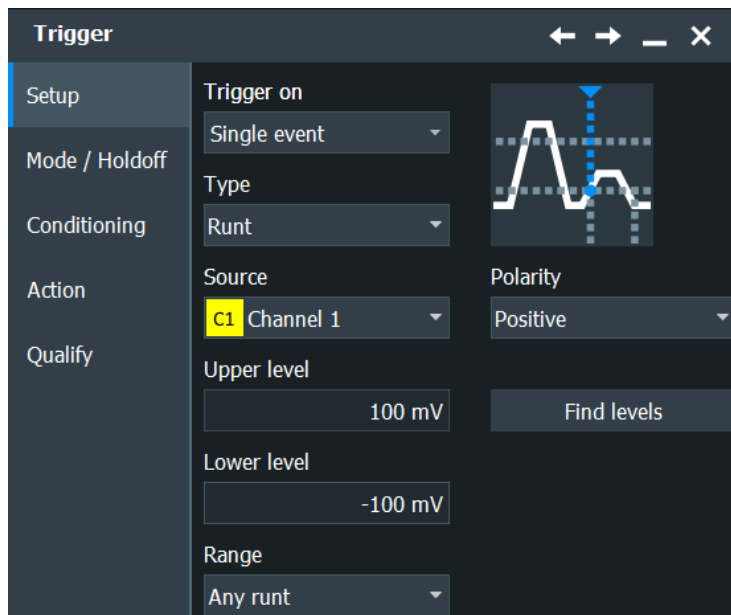 Trigger
Setup
Mode / Holdoff
Conditioning
Action
Qualify
Trigger on
Single event
Type
Runt
Source
C1 Channel 1
Polarity
Positive
Upper level
100 mV
Find levels
Lower level
-100 mV
Range
Any runt